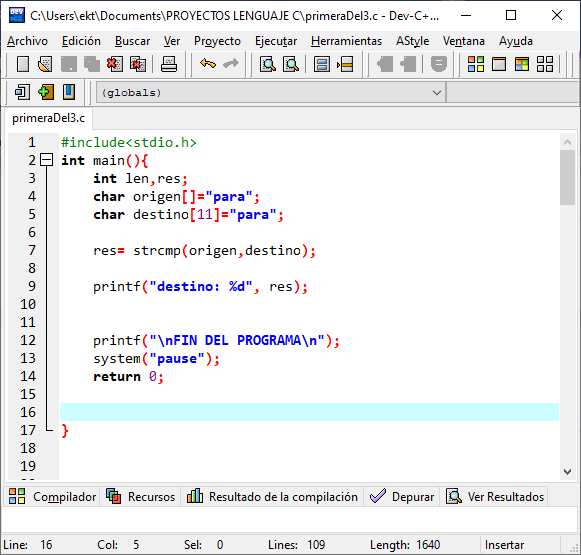 C:\Users\ekt\Documents\PROYECTOS LENGUAJE C\primeraDel3.c - Dev-C+...
Archivo Edición Buscar Ver Proyecto Ejecutar Herramientas AStyle Ventana Ayuda
(globals)
primeraDel3.c
1 #include<stdio.h>
2 int main(){
3 int len,res;
4 char origen[]="para";
5 char destino[11]="para";
6
7 res= strcmp(origen,destino);
8
9 printf("destino: %d", res);
10
11
12 printf("\nFIN DEL PROGRAMA\n");
13 system("pause");
14 return 0;
15
16
17 }
18
19
Compilador Recursos Resultado de la compilación Depurar Ver Resultados
Line: 16 Col: 5 Sel: 0 Lines: 109 Length: 1640 Insertar